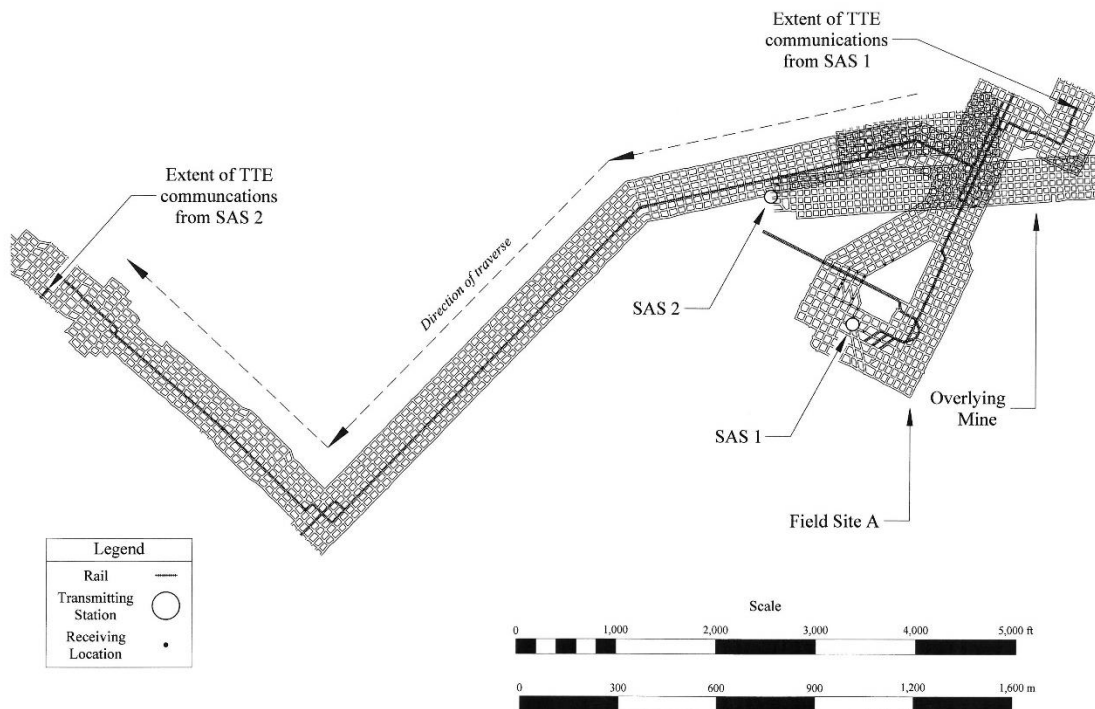 Extent of TTE
communications
from SAS 1
Extent of TTE
communcations
from SAS 2
Direction of traverse
SAS 2
SAS 1
Overlying
Mine
Field Site A
Legend
Rail
Transmitting
Station
Receiving
Location
Scale
0 1,000 2,000 3,000 4,000 5,000 ft
0 300 600 900 1,200 1,600 m